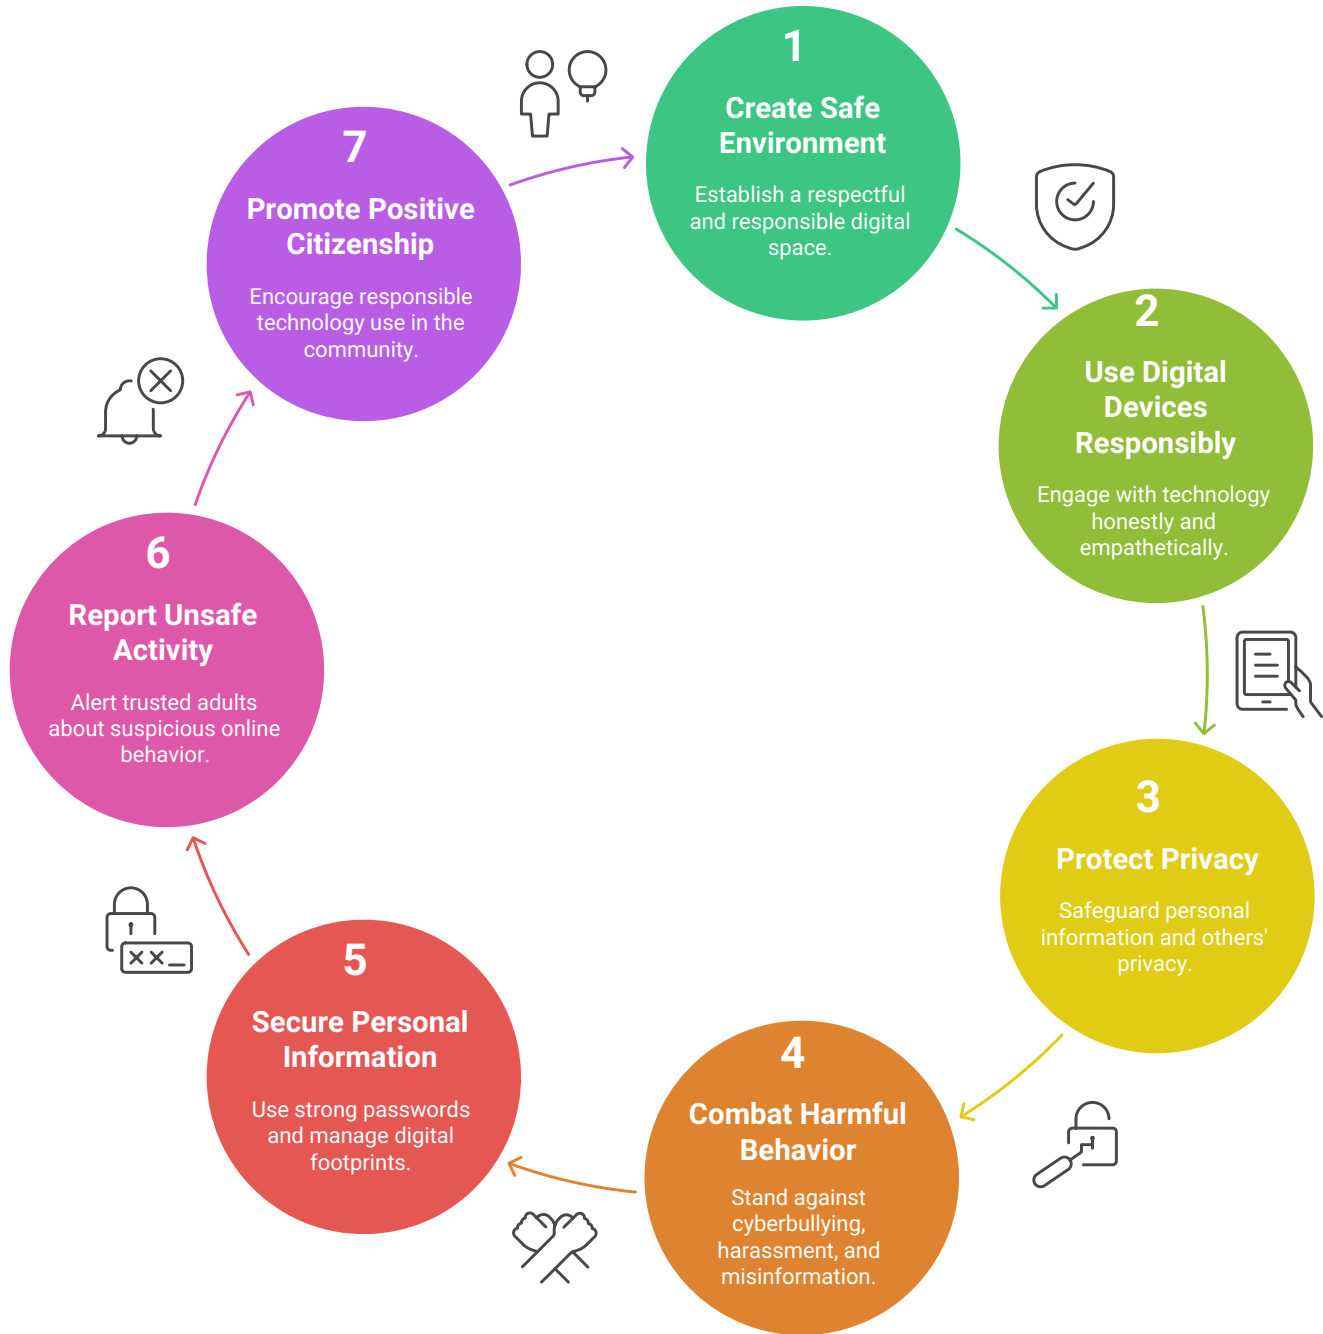 1
Create Safe
Environment
Establish a respectful
and responsible digital
space.
2
Use Digital
Devices
Responsibly
Engage with technology
honestly and
empathetically.
3
Protect Privacy
Safeguard personal
information and others'
privacy.
4
Combat Harmful
Behavior
Stand against
cyberbullying,
harassment, and
misinformation.
5
Secure Personal
Information
Use strong passwords
and manage digital
footprints.
6
Report Unsafe
Activity
Alert trusted adults
about suspicious online
behavior.
7
Promote Positive
Citizenship
Encourage responsible
technology use in the
community.